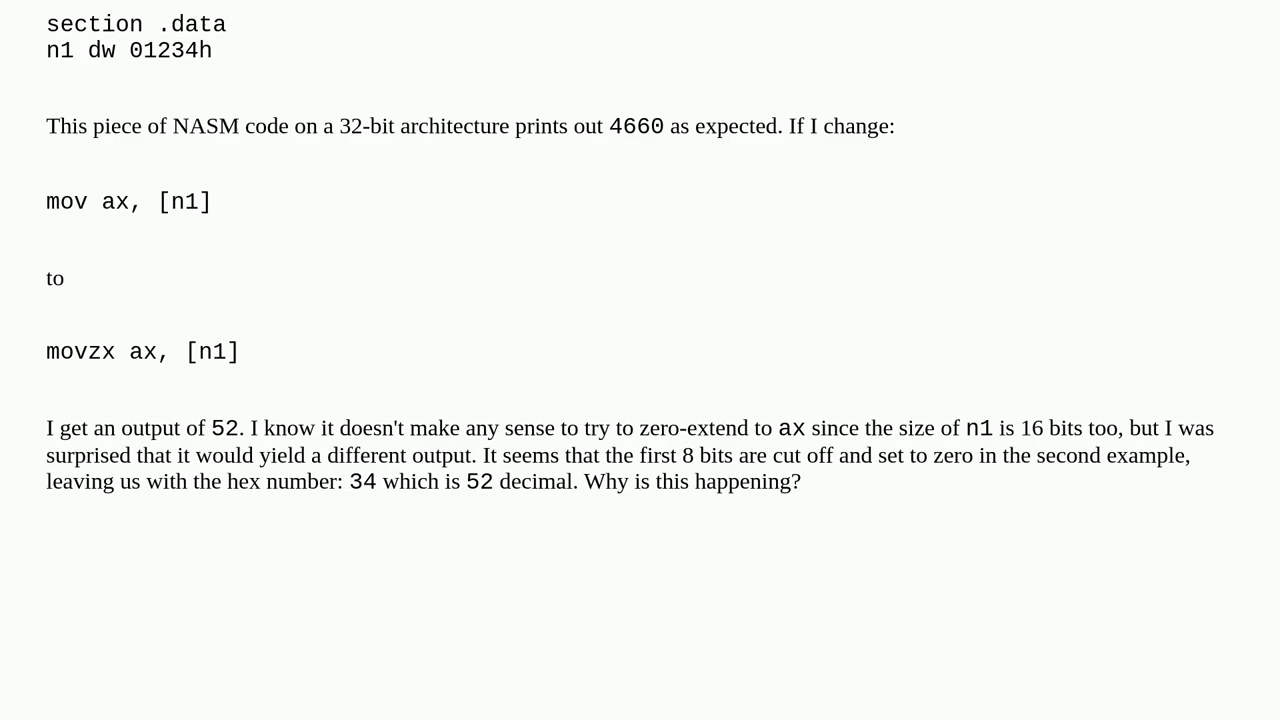 section .data
n1 dw 01234h
This piece of NASM code on a 32-bit architecture prints out 4660 as expected. If I change:
mov ax, [n1]
to
movzx ax, [n1]
I get an output of 52. I know it doesn't make any sense to try to zero-extend to ax since the size of n1 is 16 bits too, but I was
surprised that it would yield a different output. It seems that the first 8 bits are cut off and set to zero in the second example,
leaving us with the hex number: 34 which is 52 decimal. Why is this happening?